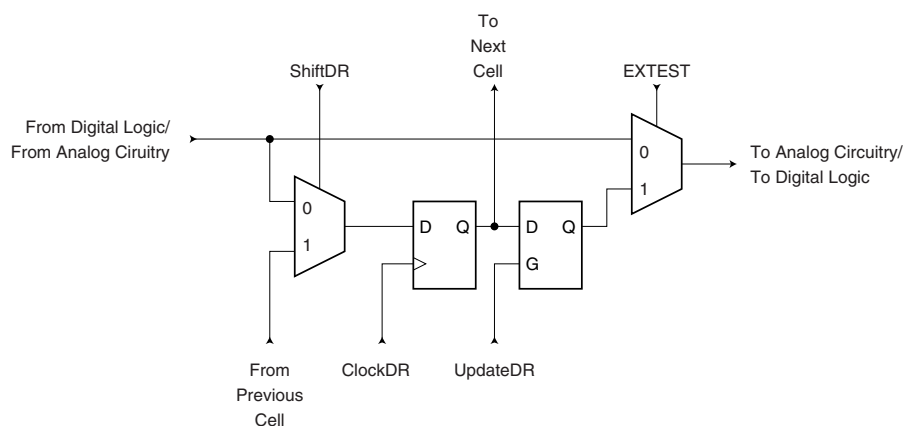 To
Next
Cell
ShiftDR
EXTEST
From Digital Logic/
From Analog Ciruitry
0
1
To Analog Circuitry/
To Digital Logic
0
1
D Q
D Q
G
From
Previous
Cell
ClockDR
UpdateDR